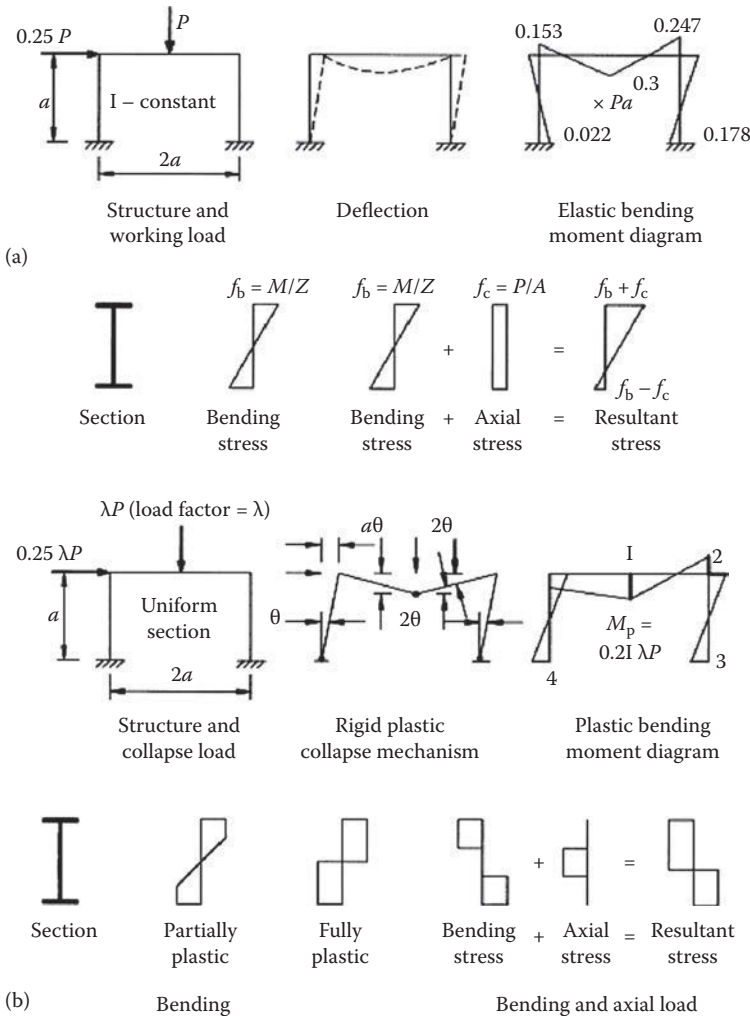 0.25 P
P
a
I – constant
2a
0.153
0.247
0.3
× Pa
0.022
0.178
Structure and
working load
Deflection
Elastic bending
moment diagram
(a)
f_b = M/Z
f_b = M/Z
f_c = P/A
f_b + f_c
+
=
f_b – f_c
Section
Bending
stress
Bending
stress
+
Axial
stress
=
Resultant
stress
λP (load factor = λ)
0.25 λP
a
Uniform
section
2a
aθ
2θ
θ
2θ
I
2
M_p =
0.2I λP
4
3
Structure and
collapse load
Rigid plastic
collapse mechanism
Plastic bending
moment diagram
+
=
Section
Partially
plastic
Fully
plastic
Bending
stress
+
Axial
stress
=
Resultant
stress
(b)
Bending
Bending and axial load